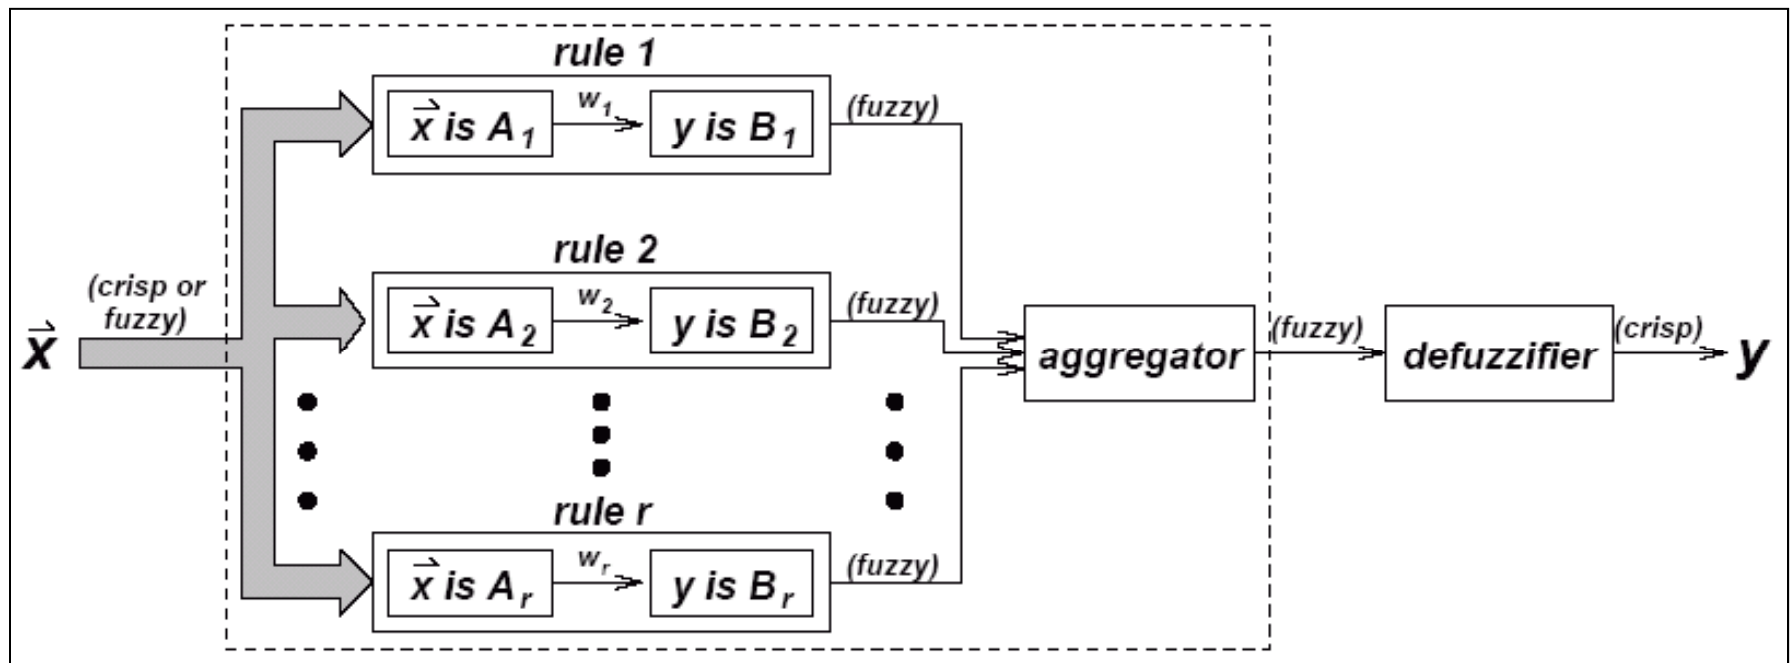 rule 1
x⃗ is A₁
w₁
y is B₁
(fuzzy)
rule 2
x⃗ is A₂
w₂
y is B₂
(fuzzy)
(crisp or
fuzzy)
x⃗
aggregator
(fuzzy)
defuzzifier
(crisp)
y
rule r
x⃗ is Aᵣ
wᵣ
y is Bᵣ
(fuzzy)